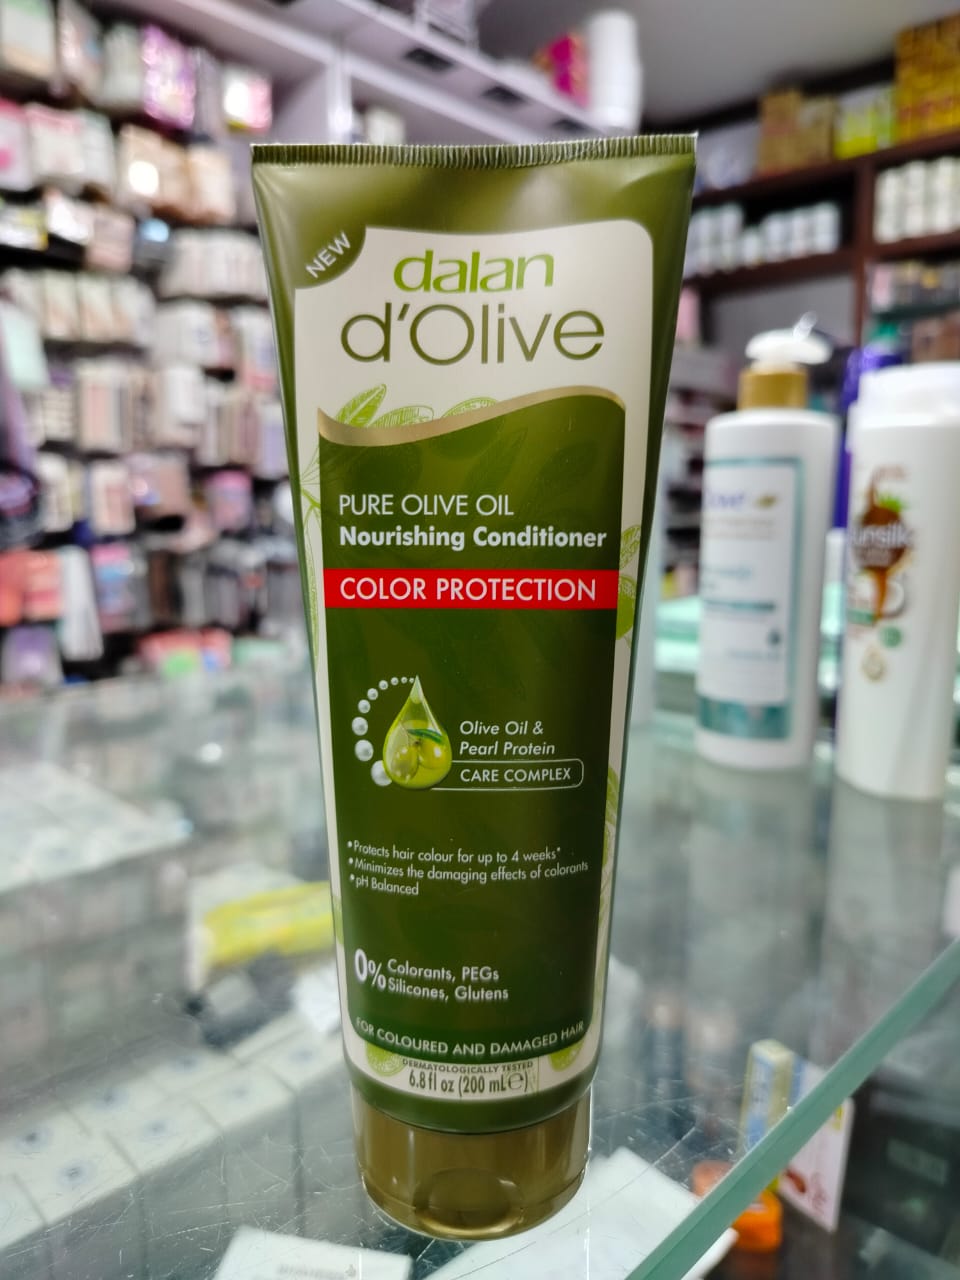 NEW
dalan
d'Olive
PURE OLIVE OIL
Nourishing Conditioner
COLOR PROTECTION
Olive Oil &
Pearl Protein
CARE COMPLEX
•Protects hair colour for up to 4 weeks*
•Minimizes the damaging effects of colorants
•pH Balanced
0% Colorants, PEGs
Silicones, Glutens
FOR COLOURED AND DAMAGED HAIR
DERMATOLOGICALLY TESTED
6.8 fl oz (200 mL e)